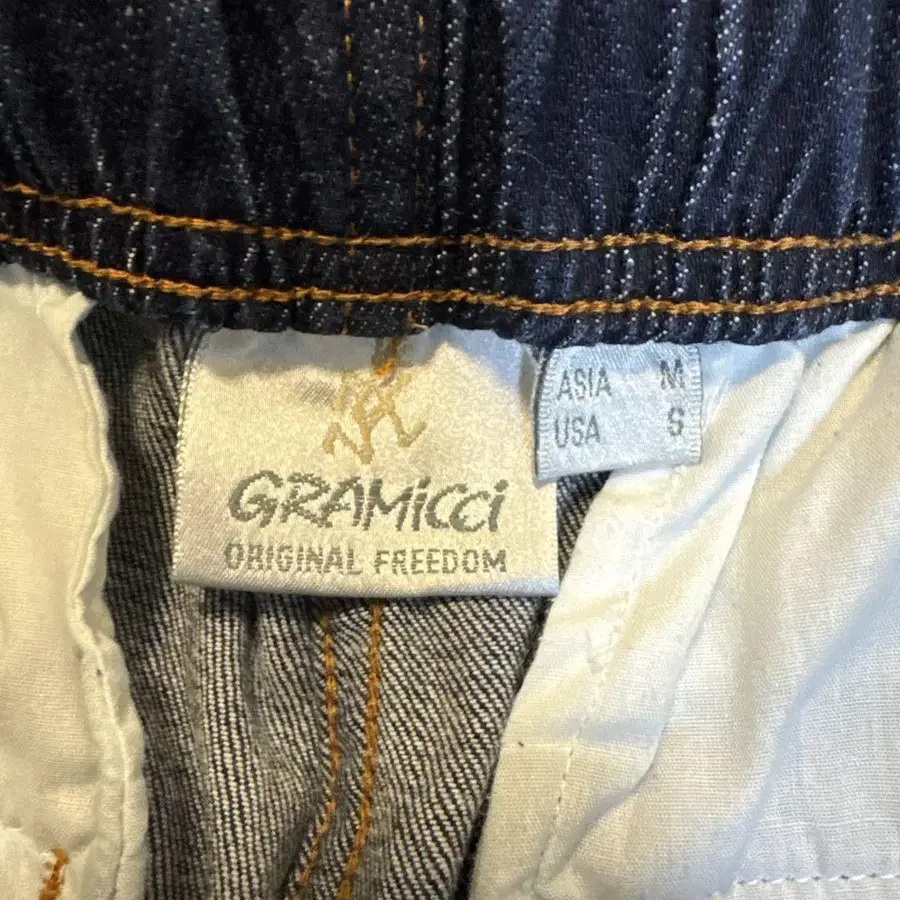 GRAMiCCi
ORIGINAL FREEDOM
ASIA M
USA S